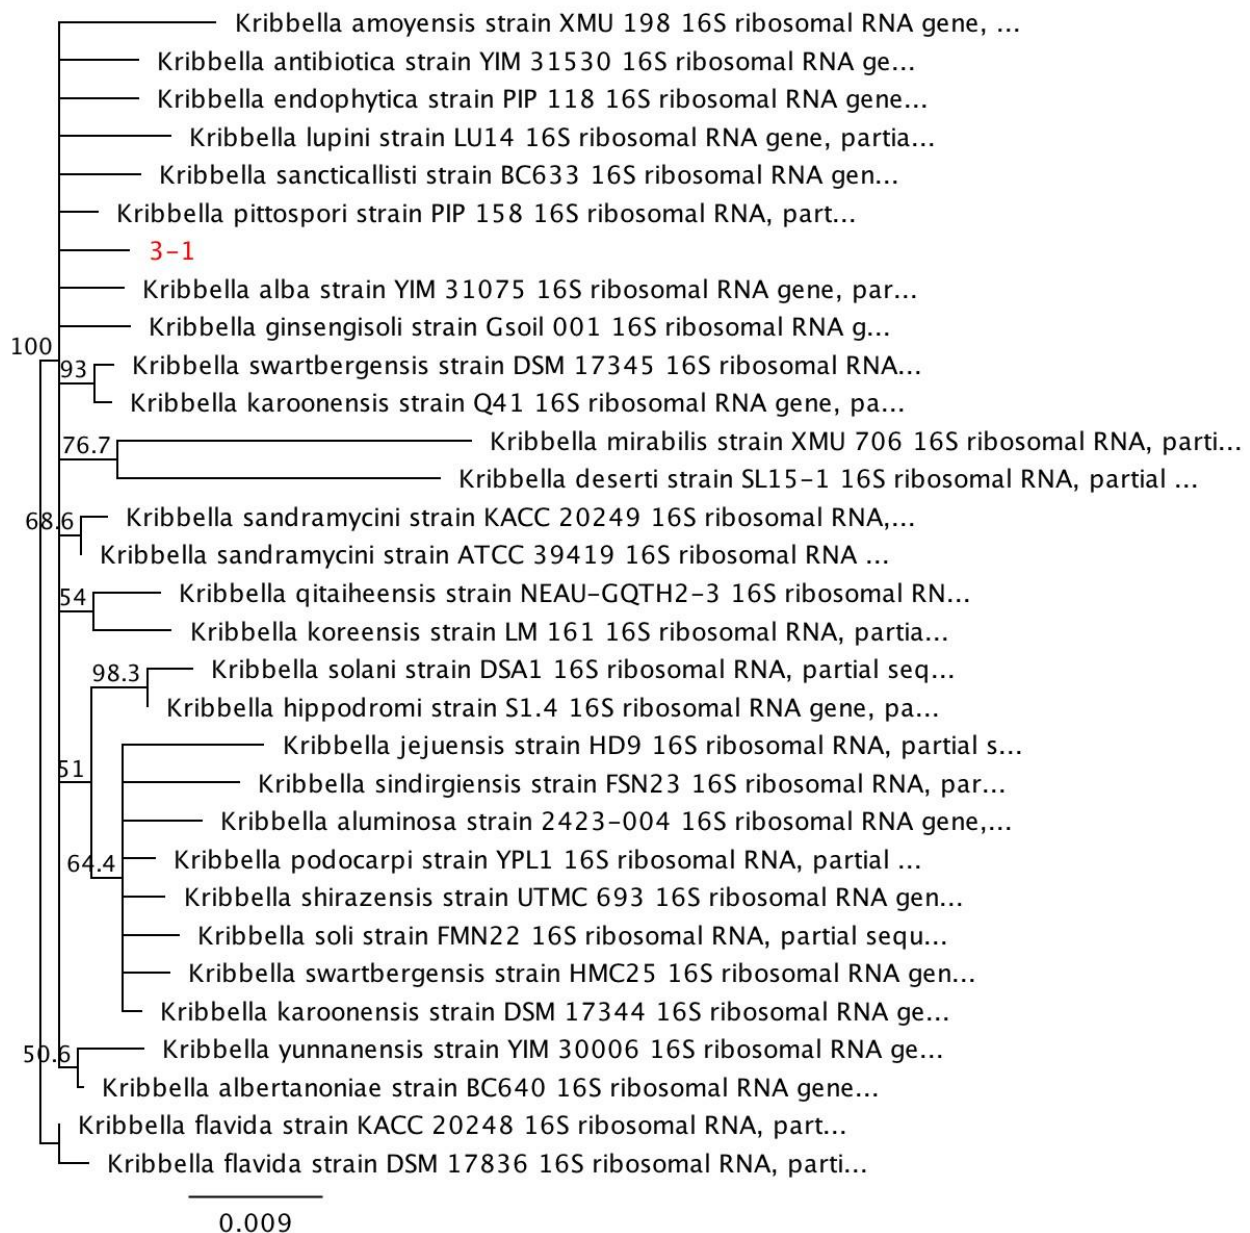 Kribbella amoyensis strain XMU 198 16S ribosomal RNA gene, ...
Kribbella antibiotica strain YIM 31530 16S ribosomal RNA ge...
Kribbella endophytica strain PIP 118 16S ribosomal RNA gene...
Kribbella lupini strain LU14 16S ribosomal RNA gene, partia...
Kribbella sancticallisti strain BC633 16S ribosomal RNA gen...
Kribbella pittospori strain PIP 158 16S ribosomal RNA, part...
3-1
Kribbella alba strain YIM 31075 16S ribosomal RNA gene, par...
Kribbella ginsengisoli strain Gsoil 001 16S ribosomal RNA g...
100
93 Kribbella swartbergensis strain DSM 17345 16S ribosomal RNA...
Kribbella karoonensis strain Q41 16S ribosomal RNA gene, pa...
76.7 Kribbella mirabilis strain XMU 706 16S ribosomal RNA, parti...
Kribbella deserti strain SL15-1 16S ribosomal RNA, partial ...
68.6 Kribbella sandramycini strain KACC 20249 16S ribosomal RNA,...
Kribbella sandramycini strain ATCC 39419 16S ribosomal RNA ...
54 Kribbella qitaiheensis strain NEAU-GQTH2-3 16S ribosomal RN...
Kribbella koreensis strain LM 161 16S ribosomal RNA, partia...
98.3 Kribbella solani strain DSA1 16S ribosomal RNA, partial seq...
Kribbella hippodromi strain S1.4 16S ribosomal RNA gene, pa...
Kribbella jejuensis strain HD9 16S ribosomal RNA, partial s...
51 Kribbella sindirgiensis strain FSN23 16S ribosomal RNA, par...
Kribbella aluminosa strain 2423-004 16S ribosomal RNA gene,...
64.4 Kribbella podocarpi strain YPL1 16S ribosomal RNA, partial ...
Kribbella shirazensis strain UTMC 693 16S ribosomal RNA gen...
Kribbella soli strain FMN22 16S ribosomal RNA, partial sequ...
Kribbella swartbergensis strain HMC25 16S ribosomal RNA gen...
Kribbella karoonensis strain DSM 17344 16S ribosomal RNA ge...
50.6 Kribbella yunnanensis strain YIM 30006 16S ribosomal RNA ge...
Kribbella albertanoniae strain BC640 16S ribosomal RNA gene...
Kribbella flavida strain KACC 20248 16S ribosomal RNA, part...
Kribbella flavida strain DSM 17836 16S ribosomal RNA, parti...
0.009